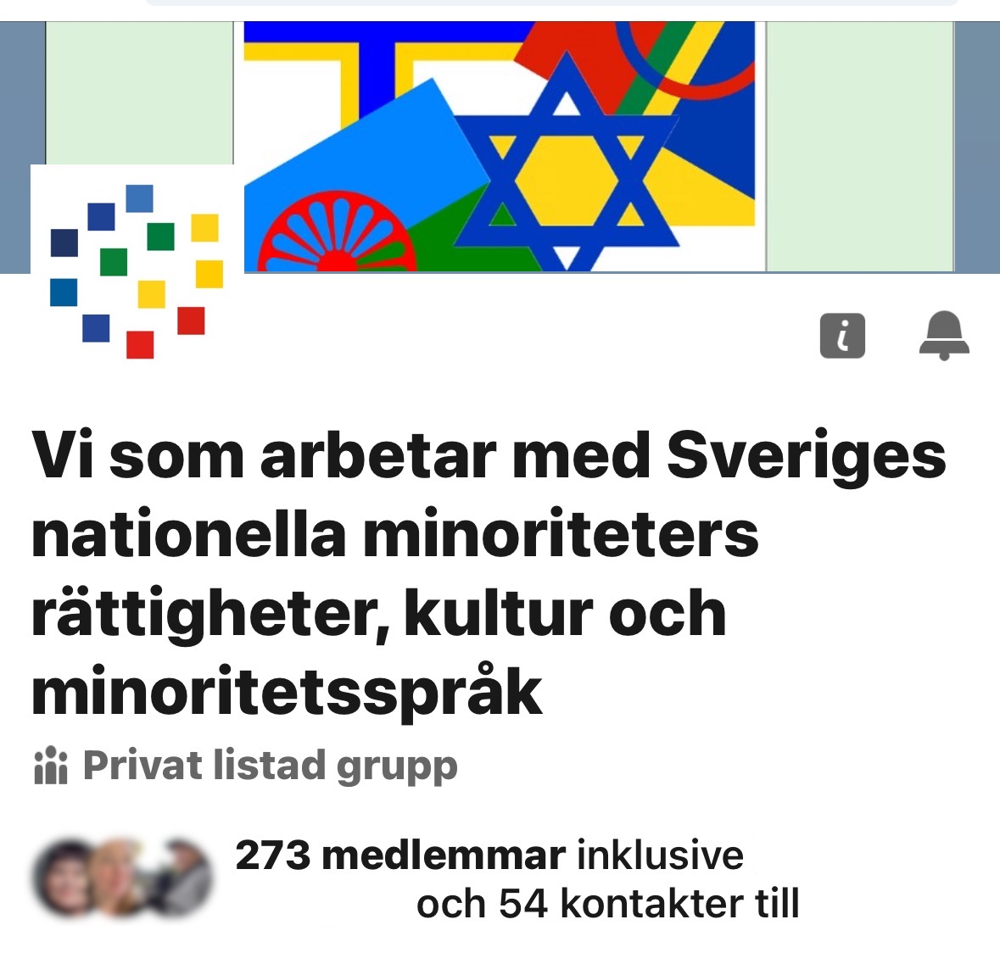 Vi som arbetar med Sveriges
nationella minoriteters
rättigheter, kultur och
minoritetsspråk
Privat listad grupp
273 medlemmar inklusive
och 54 kontakter till